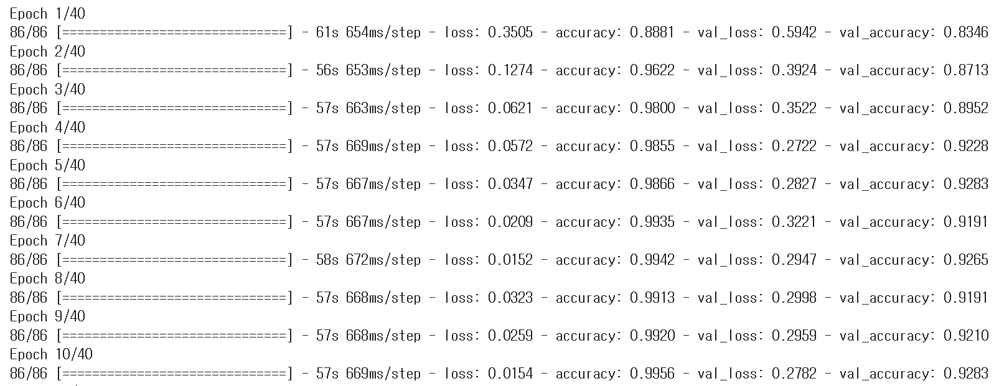 Epoch 1/40
86/86 [==============================] - 61s 654ms/step - loss: 0.3505 - accuracy: 0.8881 - val_loss: 0.5942 - val_accuracy: 0.8346
Epoch 2/40
86/86 [==============================] - 56s 653ms/step - loss: 0.1274 - accuracy: 0.9622 - val_loss: 0.3924 - val_accuracy: 0.8713
Epoch 3/40
86/86 [==============================] - 57s 663ms/step - loss: 0.0621 - accuracy: 0.9800 - val_loss: 0.3522 - val_accuracy: 0.8952
Epoch 4/40
86/86 [==============================] - 57s 669ms/step - loss: 0.0572 - accuracy: 0.9855 - val_loss: 0.2722 - val_accuracy: 0.9228
Epoch 5/40
86/86 [==============================] - 57s 667ms/step - loss: 0.0347 - accuracy: 0.9866 - val_loss: 0.2827 - val_accuracy: 0.9283
Epoch 6/40
86/86 [==============================] - 57s 667ms/step - loss: 0.0209 - accuracy: 0.9935 - val_loss: 0.3221 - val_accuracy: 0.9191
Epoch 7/40
86/86 [==============================] - 58s 672ms/step - loss: 0.0152 - accuracy: 0.9942 - val_loss: 0.2947 - val_accuracy: 0.9265
Epoch 8/40
86/86 [==============================] - 57s 668ms/step - loss: 0.0323 - accuracy: 0.9913 - val_loss: 0.2998 - val_accuracy: 0.9191
Epoch 9/40
86/86 [==============================] - 57s 668ms/step - loss: 0.0259 - accuracy: 0.9920 - val_loss: 0.2959 - val_accuracy: 0.9210
Epoch 10/40
86/86 [==============================] - 57s 669ms/step - loss: 0.0154 - accuracy: 0.9956 - val_loss: 0.2782 - val_accuracy: 0.9283